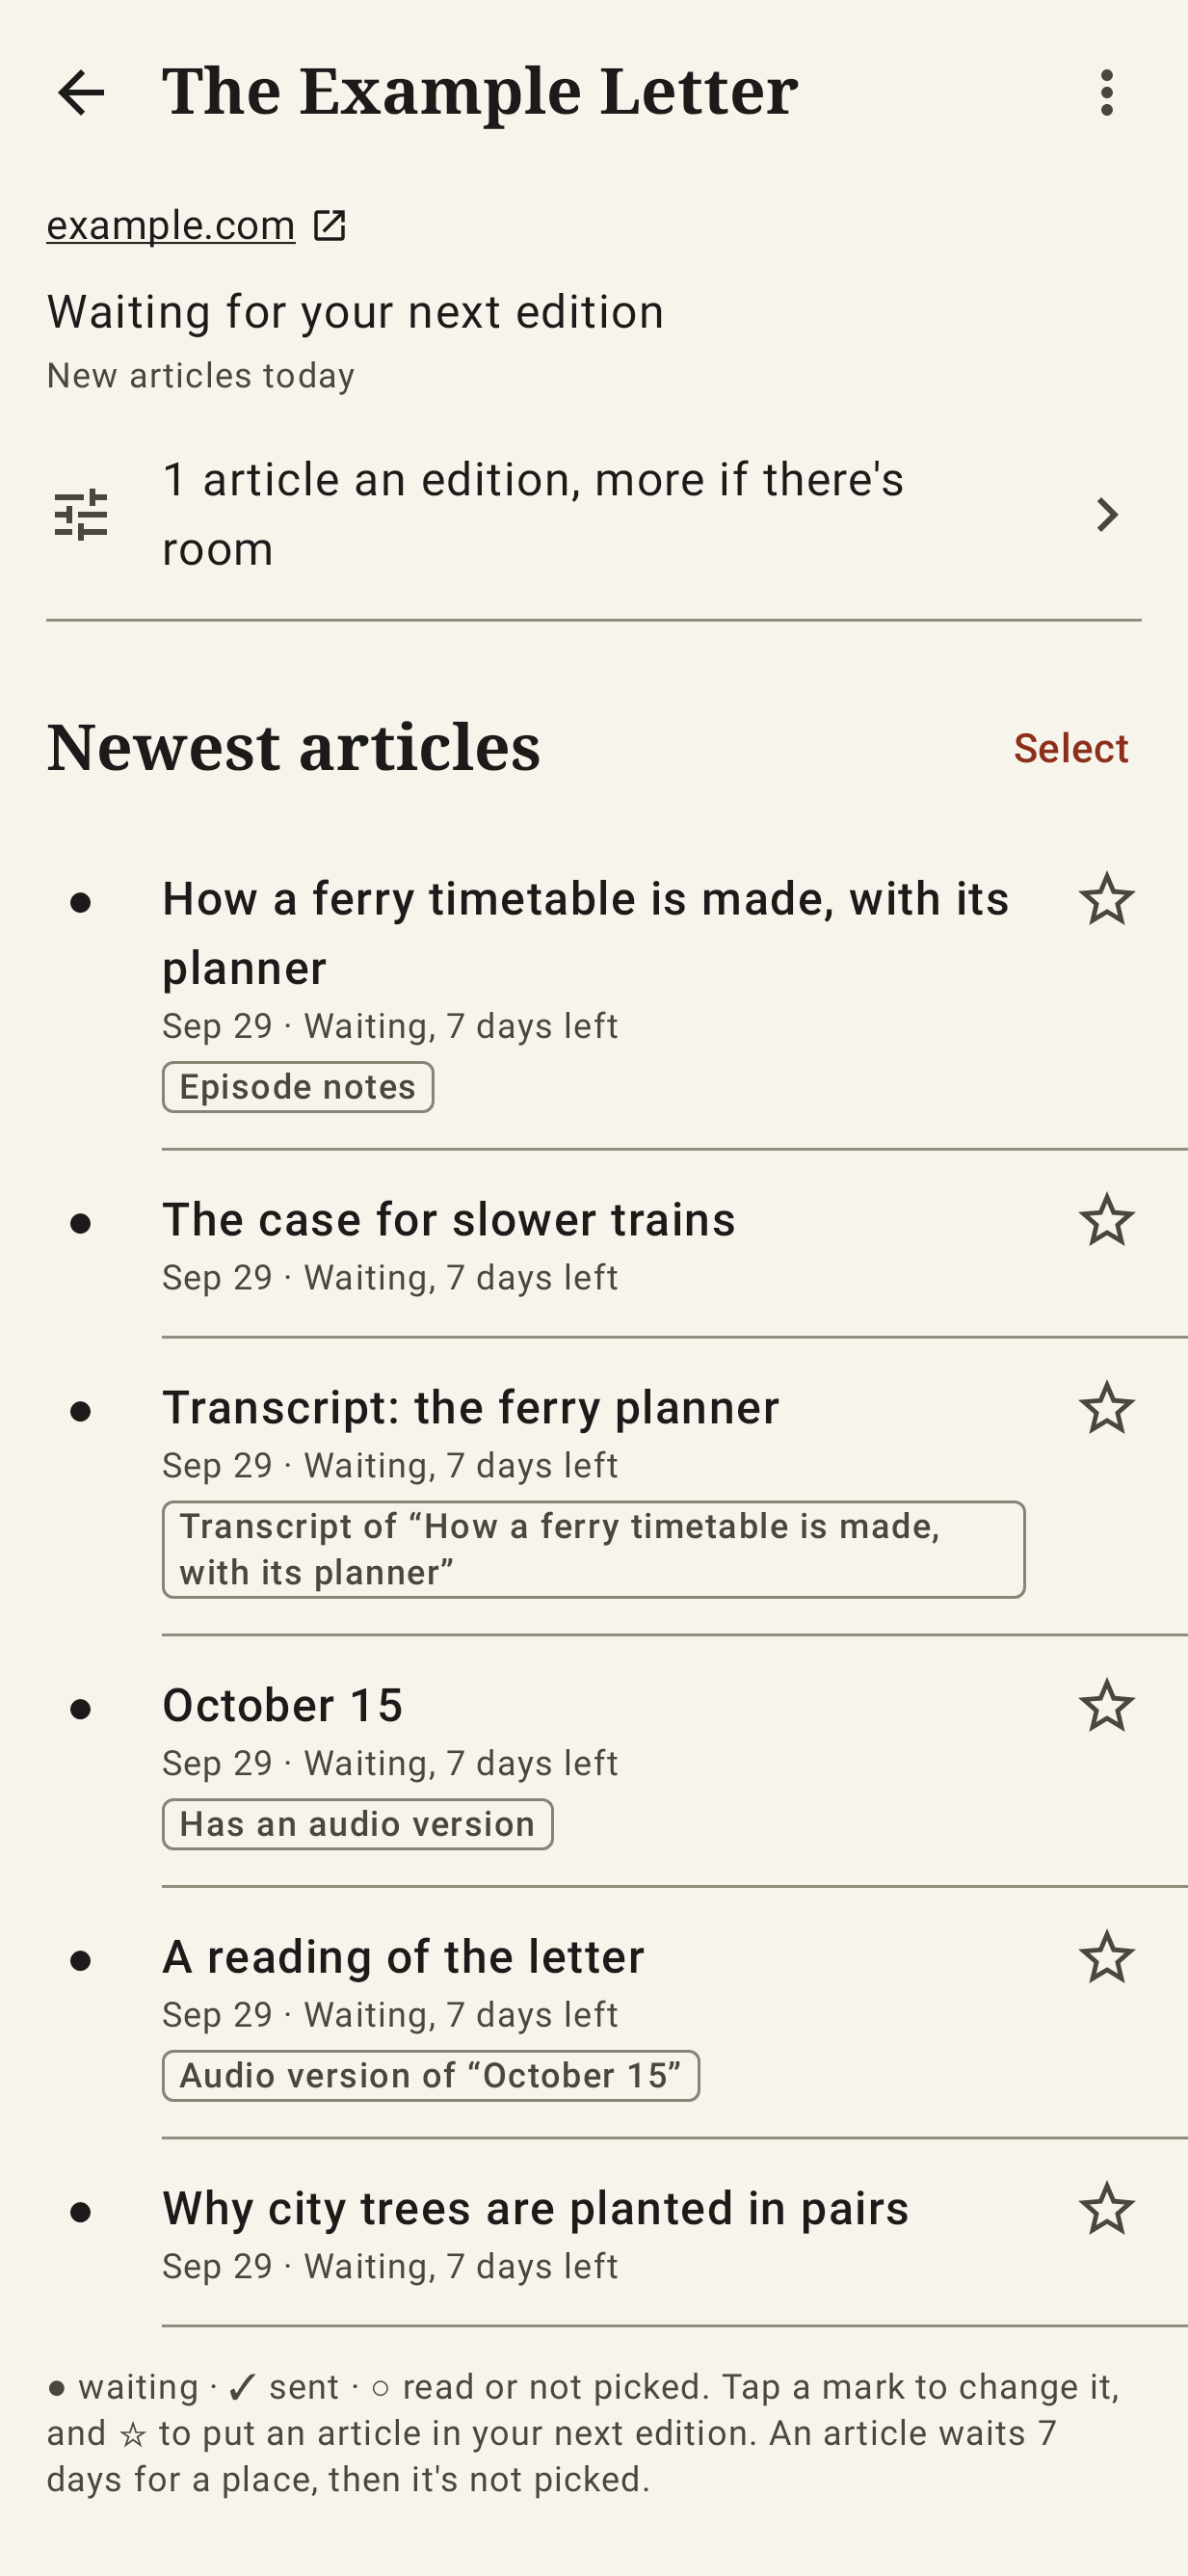 The Example Letter
example.com
Waiting for your next edition
New articles today
1 article an edition, more if there's
room
Newest articles
Select
How a ferry timetable is made, with its
planner
Sep 29 · Waiting, 7 days left
Episode notes
The case for slower trains
Sep 29 · Waiting, 7 days left
Transcript: the ferry planner
Sep 29 · Waiting, 7 days left
Transcript of “How a ferry timetable is made,
with its planner”
October 15
Sep 29 · Waiting, 7 days left
Has an audio version
A reading of the letter
Sep 29 · Waiting, 7 days left
Audio version of “October 15”
Why city trees are planted in pairs
Sep 29 · Waiting, 7 days left
● waiting · ✓ sent · ○ read or not picked. Tap a mark to change it,
and ☆ to put an article in your next edition. An article waits 7
days for a place, then it's not picked.